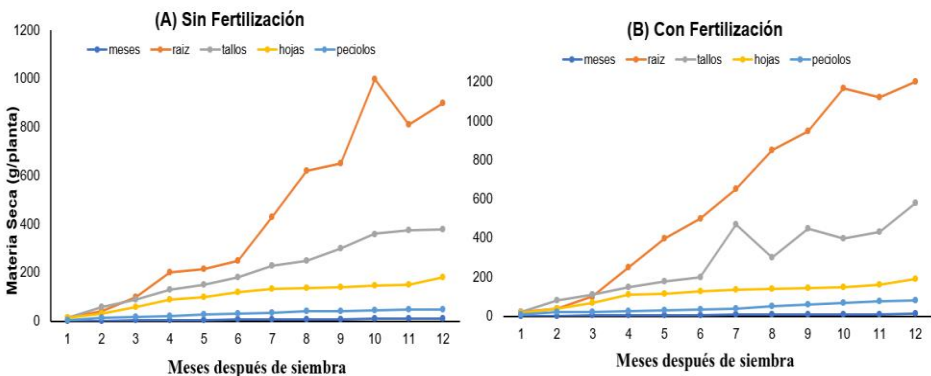 (A) Sin Fertilización
meses raiz tallos hojas peciolos
Materia Seca (g/planta)
1200
1000
800
600
400
200
0
1 2 3 4 5 6 7 8 9 10 11 12
Meses después de siembra
(B) Con Fertilización
meses raiz tallos hojas peciolos
1200
1000
800
600
400
200
0
1 2 3 4 5 6 7 8 9 10 11 12
Meses después de siembra